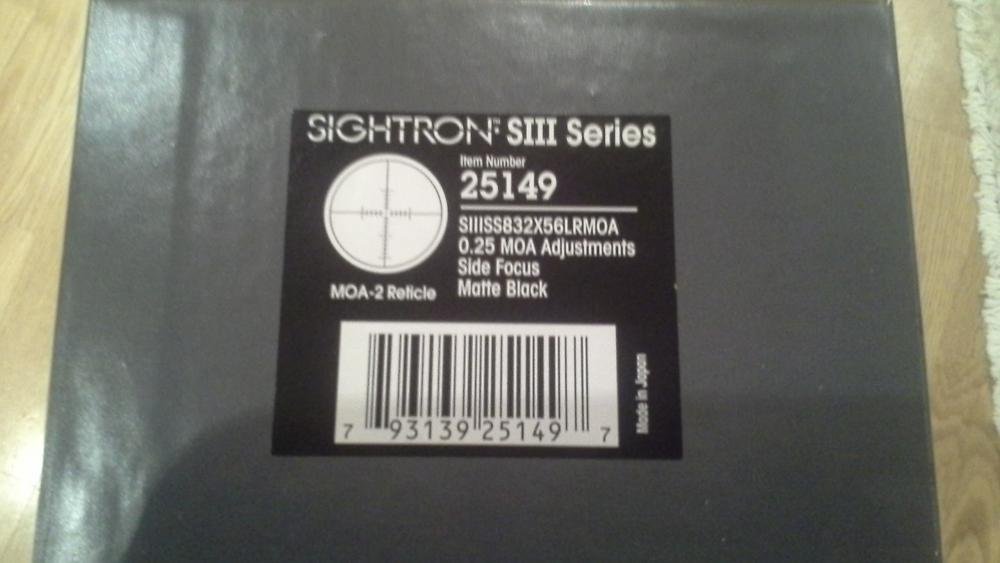 SIGHTRON™ SIII Series
Item Number
25149
SIIISS832X56LRMOA
0.25 MOA Adjustments
Side Focus
Matte Black
MOA-2 Reticle
Made in Japan
7 93139 25149 7